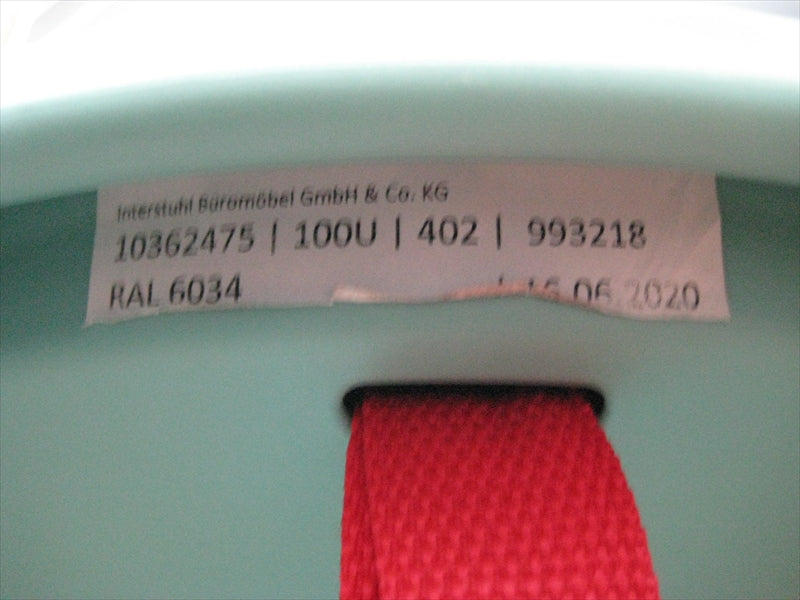 Interstuhl Büromöbel GmbH & Co. KG
10362475 | 100U | 402 | 993218
RAL 6034 | 16.06.2020